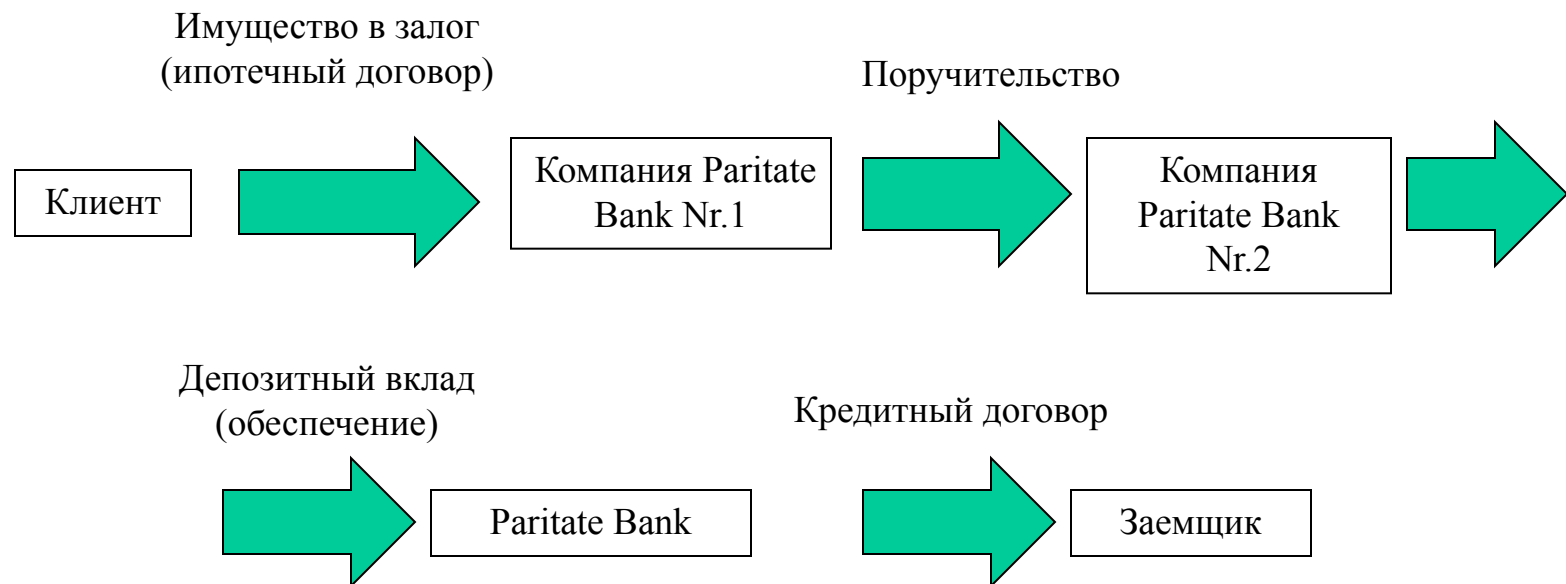 Имущество в залог
(ипотечный договор)
Поручительство
Клиент
Компания Paritate
Bank Nr.1
Компания
Paritate Bank
Nr.2
Депозитный вклад
(обеспечение)
Кредитный договор
Paritate Bank
Заемщик